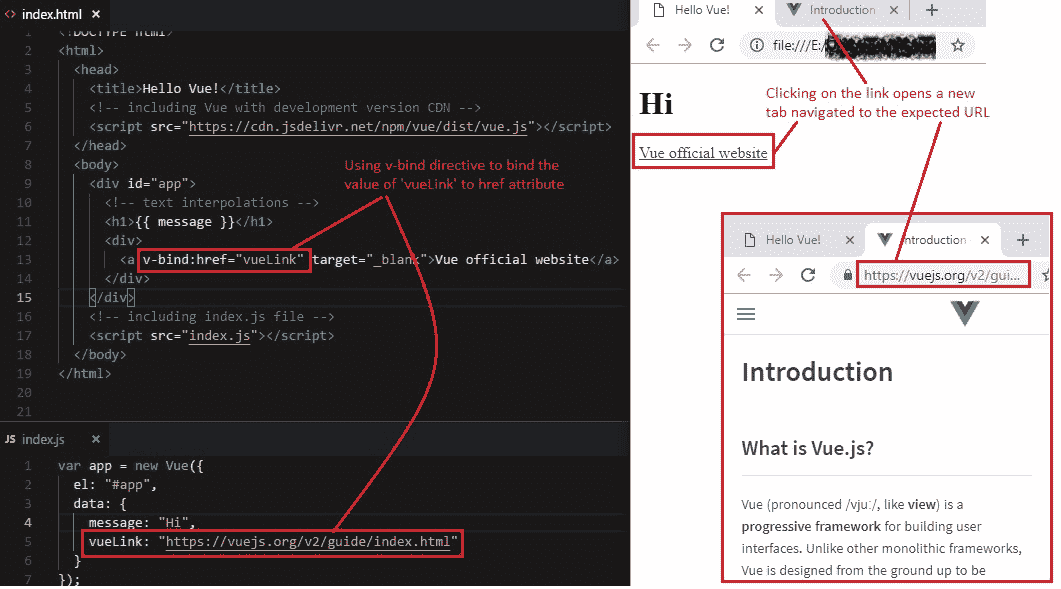 index.html ×
1 <!DOCTYPE html>
2 <html>
3 <head>
4 <title>Hello Vue!</title>
5 <!-- including Vue with development version CDN -->
6 <script src="https://cdn.jsdelivr.net/npm/vue/dist/vue.js"></script>
7 </head>
8 <body>
9 <div id="app">
10 <!-- text interpolations -->
11 <h1>{{ message }}</h1>
12 <div>
13 <a v-bind:href="vueLink" target="_blank">Vue official website</a>
14 </div>
15 </div>
16 <!-- including index.js file -->
17 <script src="index.js"></script>
18 </body>
19 </html>
20
21
Using v-bind directive to bind the
value of 'vueLink' to href attribute
JS index.js ×
1 var app = new Vue({
2 el: "#app",
3 data: {
4 message: "Hi",
5 vueLink: "https://vuejs.org/v2/guide/index.html"
6 }
7 });
Hello Vue! × Introduction × +
file:///E:/
Hi
Vue official website
Clicking on the link opens a new
tab navigated to the expected URL
Hello Vue! × Introduction × +
https://vuejs.org/v2/gui...
Introduction
What is Vue.js?
Vue (pronounced /vjuː/, like view) is a
progressive framework for building user
interfaces. Unlike other monolithic frameworks,
Vue is designed from the ground up to be